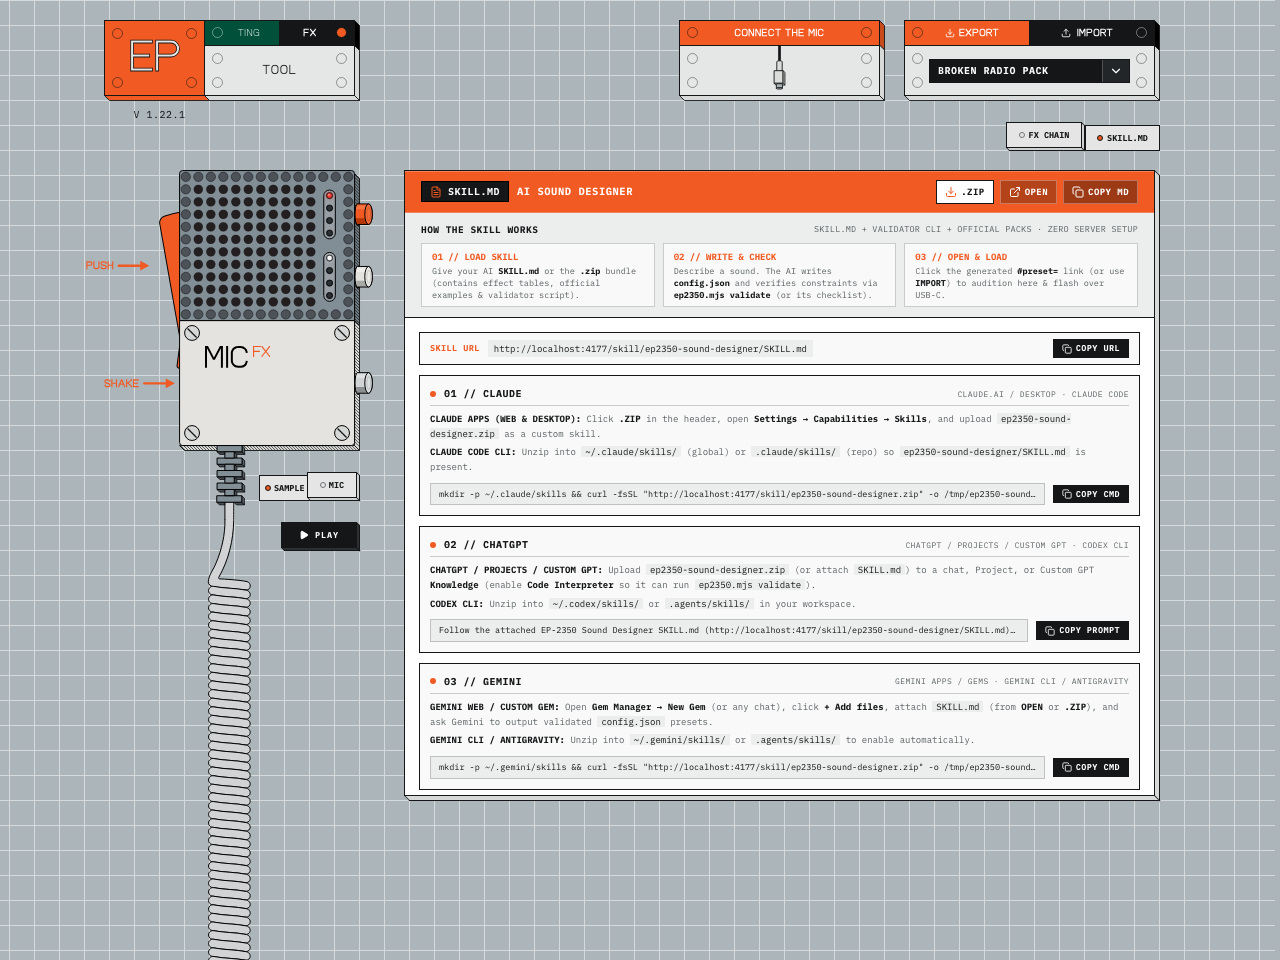 EP
TING
FX
TOOL
V 1.22.1
CONNECT THE MIC
EXPORT
IMPORT
BROKEN RADIO PACK
FX CHAIN
SKILL.MD
PUSH
SHAKE
MIC FX
SAMPLE
MIC
PLAY
SKILL.MD
AI SOUND DESIGNER
.ZIP
OPEN
COPY MD
HOW THE SKILL WORKS
SKILL.MD + VALIDATOR CLI + OFFICIAL PACKS · ZERO SERVER SETUP
01 // LOAD SKILL
Give your AI SKILL.md or the .zip bundle
(contains effect tables, official
examples & validator script).
02 // WRITE & CHECK
Describe a sound. The AI writes
config.json and verifies constraints via
ep2350.mjs validate (or its checklist).
03 // OPEN & LOAD
Click the generated #preset= link (or use
IMPORT) to audition here & flash over
USB-C.
SKILL URL
http://localhost:4177/skill/ep2350-sound-designer/SKILL.md
COPY URL
01 // CLAUDE
CLAUDE.AI / DESKTOP · CLAUDE CODE
CLAUDE APPS (WEB & DESKTOP): Click .ZIP in the header, open Settings → Capabilities → Skills, and upload ep2350-sound-
designer.zip as a custom skill.
CLAUDE CODE CLI: Unzip into ~/.claude/skills/ (global) or .claude/skills/ (repo) so ep2350-sound-designer/SKILL.md is
present.
mkdir -p ~/.claude/skills && curl -fsSL "http://localhost:4177/skill/ep2350-sound-designer.zip" -o /tmp/ep2350-sound…
COPY CMD
02 // CHATGPT
CHATGPT / PROJECTS / CUSTOM GPT · CODEX CLI
CHATGPT / PROJECTS / CUSTOM GPT: Upload ep2350-sound-designer.zip (or attach SKILL.md) to a chat, Project, or Custom GPT
Knowledge (enable Code Interpreter so it can run ep2350.mjs validate).
CODEX CLI: Unzip into ~/.codex/skills/ or .agents/skills/ in your workspace.
Follow the attached EP-2350 Sound Designer SKILL.md (http://localhost:4177/skill/ep2350-sound-designer/SKILL.md)…
COPY PROMPT
03 // GEMINI
GEMINI APPS / GEMS · GEMINI CLI / ANTIGRAVITY
GEMINI WEB / CUSTOM GEM: Open Gem Manager → New Gem (or any chat), click + Add files, attach SKILL.md (from OPEN or .ZIP), and
ask Gemini to output validated config.json presets.
GEMINI CLI / ANTIGRAVITY: Unzip into ~/.gemini/skills/ or .agents/skills/ to enable automatically.
mkdir -p ~/.gemini/skills && curl -fsSL "http://localhost:4177/skill/ep2350-sound-designer.zip" -o /tmp/ep2350-sound…
COPY CMD